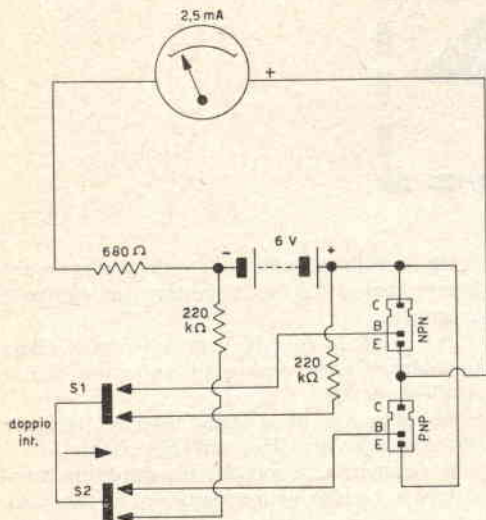 2,5 mA
+
680 Ω
-
6 V
+
220
kΩ
220
kΩ
C
B
E
NPN
C
B
E
PNP
S1
doppio
int.
S2